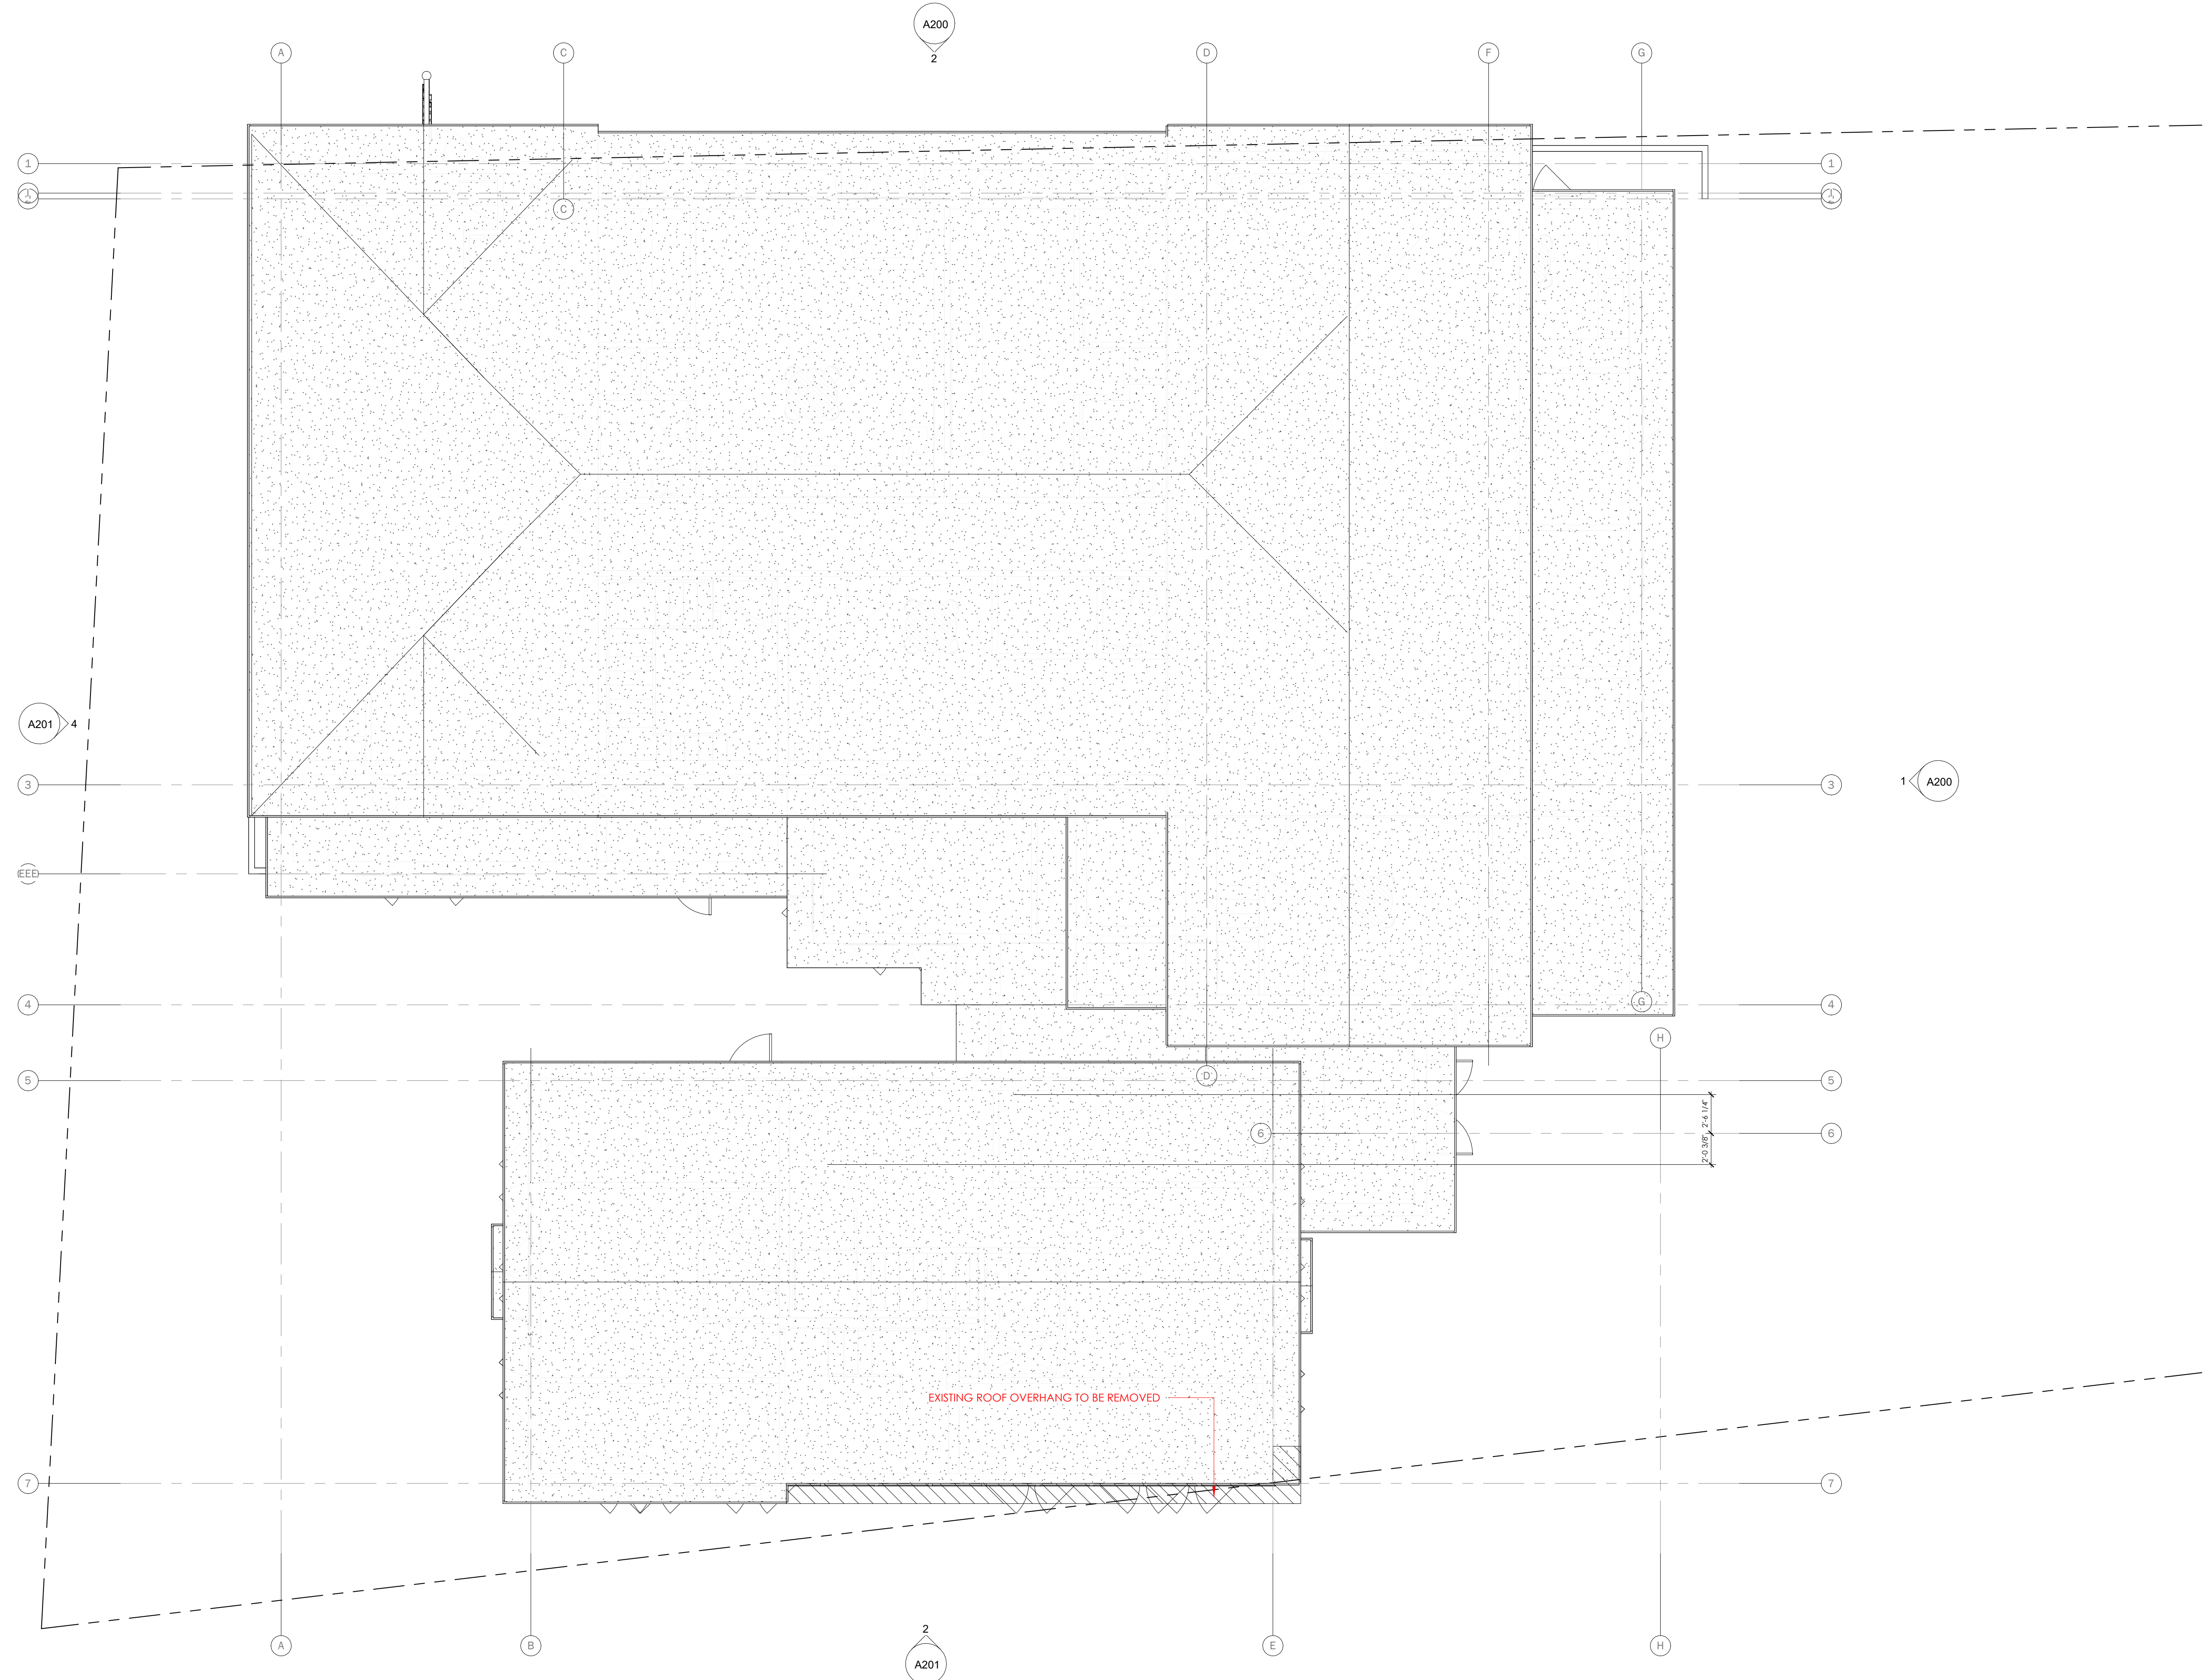 A200
2
A
C
D
F
G
1
1
C
A201
4
3
3
1
A200
EEE
4
4
G
H
5
D
5
2'-6 1/4"
6
6
2'-0 3/8"
EXISTING ROOF OVERHANG TO BE REMOVED
7
7
2
A
B
E
H
A201